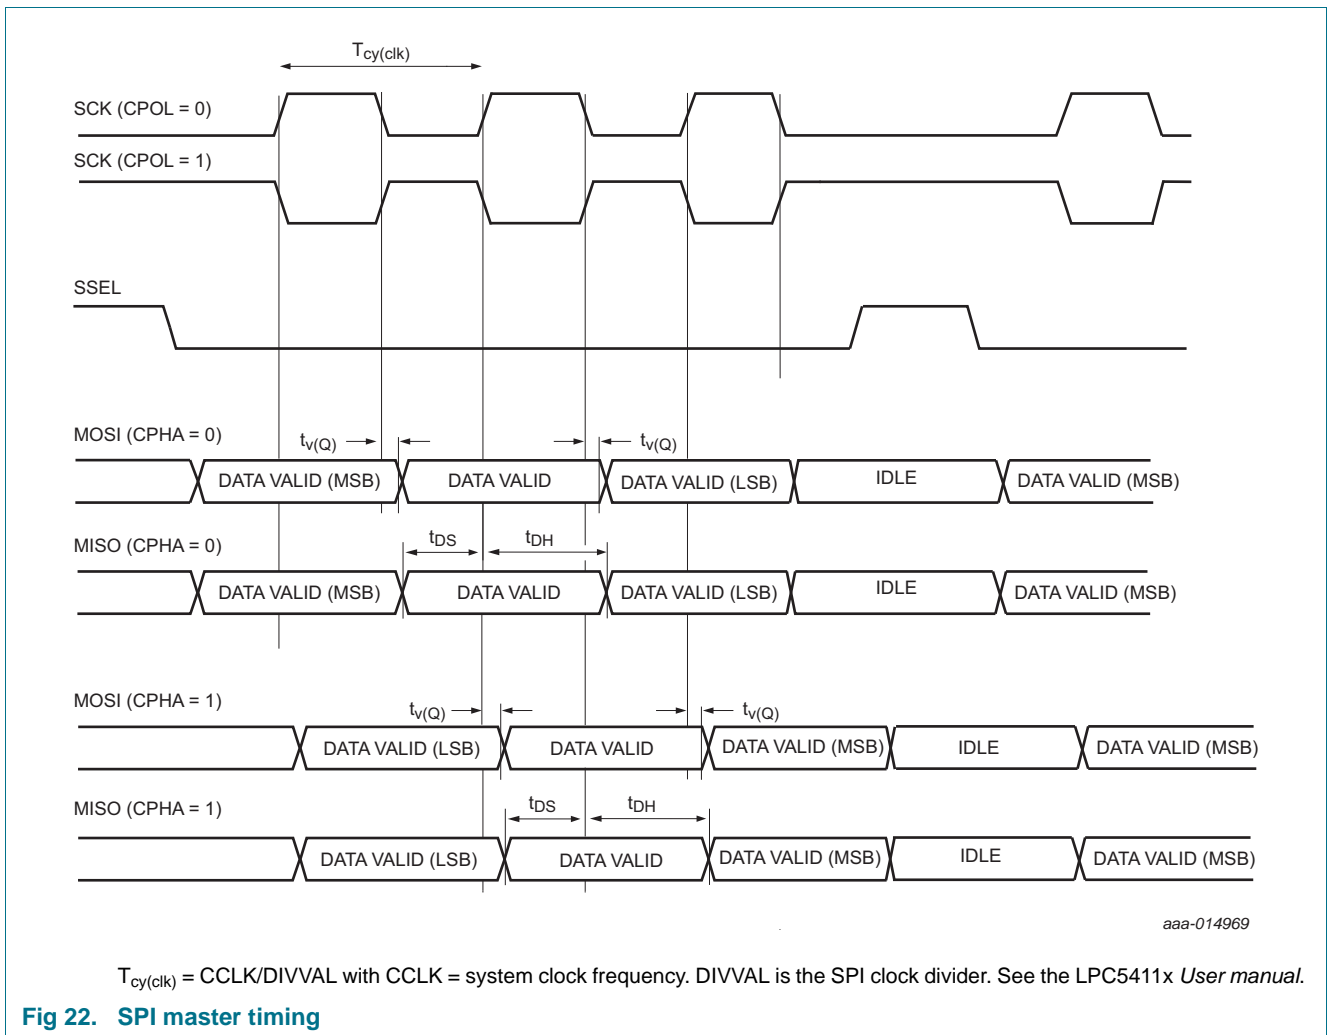 Tcy(clk)
SCK (CPOL = 0)
SCK (CPOL = 1)
SSEL
MOSI (CPHA = 0)
tv(Q) tv(Q)
DATA VALID (MSB) DATA VALID DATA VALID (LSB) IDLE DATA VALID (MSB)
MISO (CPHA = 0)
tDS tDH
DATA VALID (MSB) DATA VALID DATA VALID (LSB) IDLE DATA VALID (MSB)
MOSI (CPHA = 1)
tv(Q) tv(Q)
DATA VALID (LSB) DATA VALID DATA VALID (MSB) IDLE DATA VALID (MSB)
MISO (CPHA = 1)
tDS tDH
DATA VALID (LSB) DATA VALID DATA VALID (MSB) IDLE DATA VALID (MSB)
aaa-014969
Tcy(clk) = CCLK/DIVVAL with CCLK = system clock frequency. DIVVAL is the SPI clock divider. See the LPC5411x User manual.
Fig 22. SPI master timing